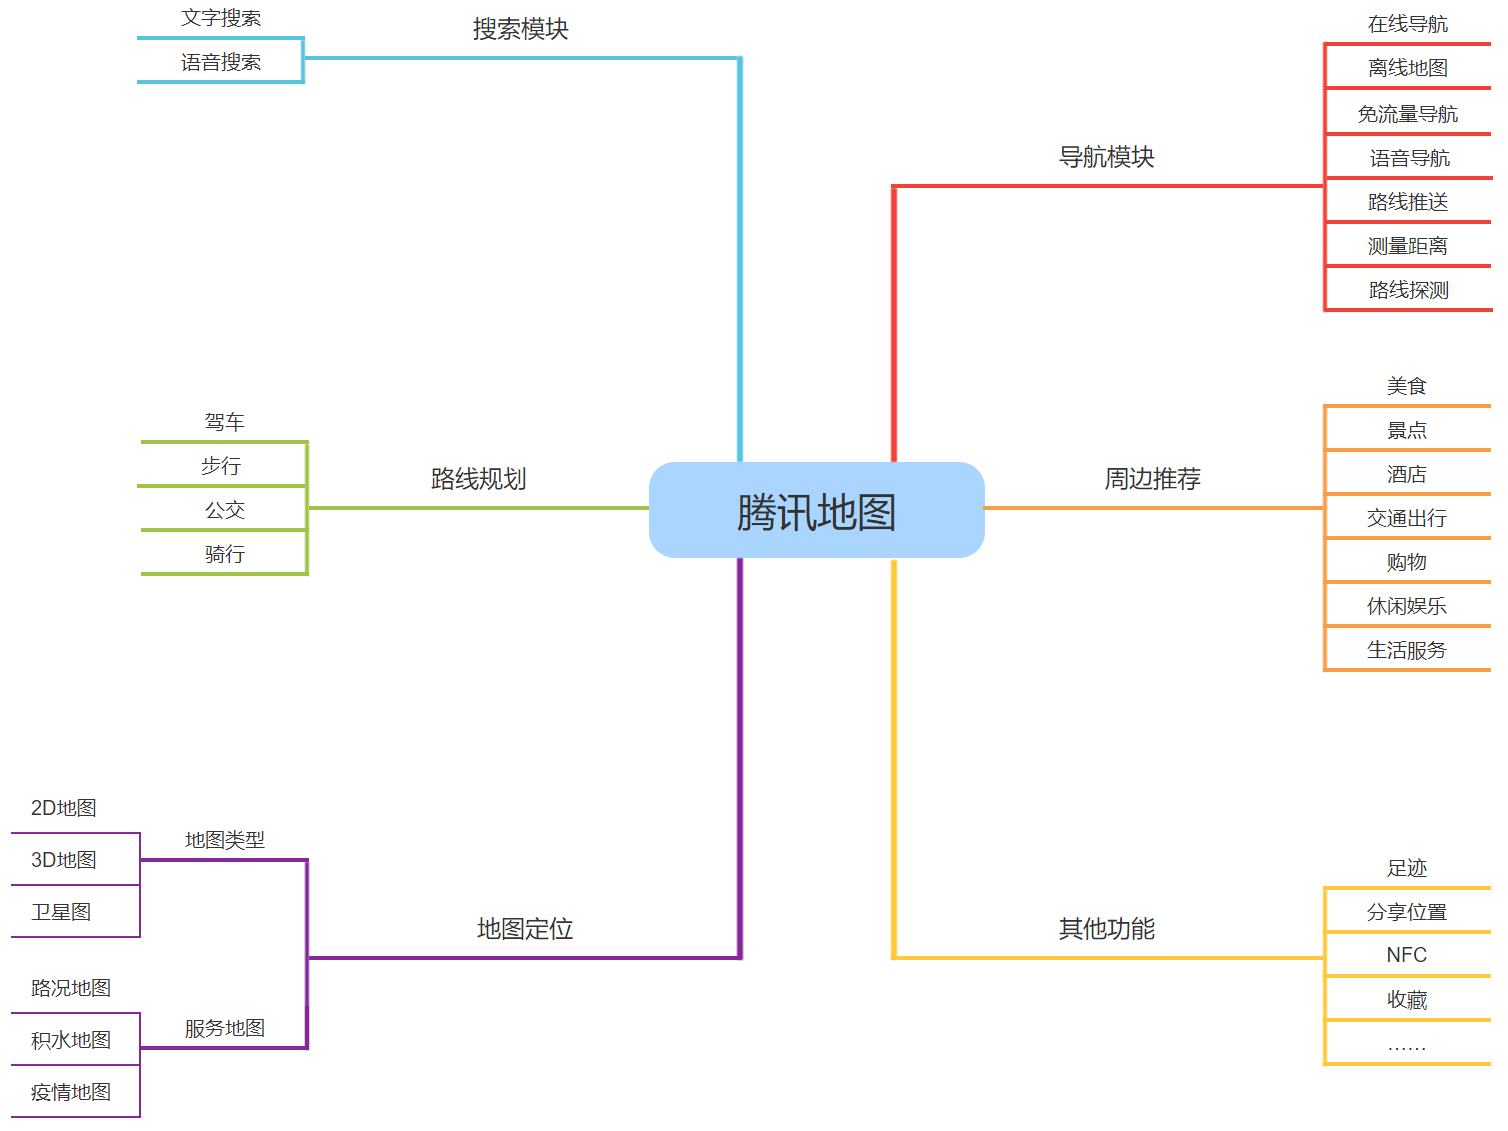 腾讯地图
搜索模块
文字搜索
语音搜索
路线规划
驾车
步行
公交
骑行
地图定位
地图类型
2D地图
3D地图
卫星图
服务地图
路况地图
积水地图
疫情地图
导航模块
在线导航
离线地图
免流量导航
语音导航
路线推送
测量距离
路线探测
周边推荐
美食
景点
酒店
交通出行
购物
休闲娱乐
生活服务
其他功能
足迹
分享位置
NFC
收藏
……